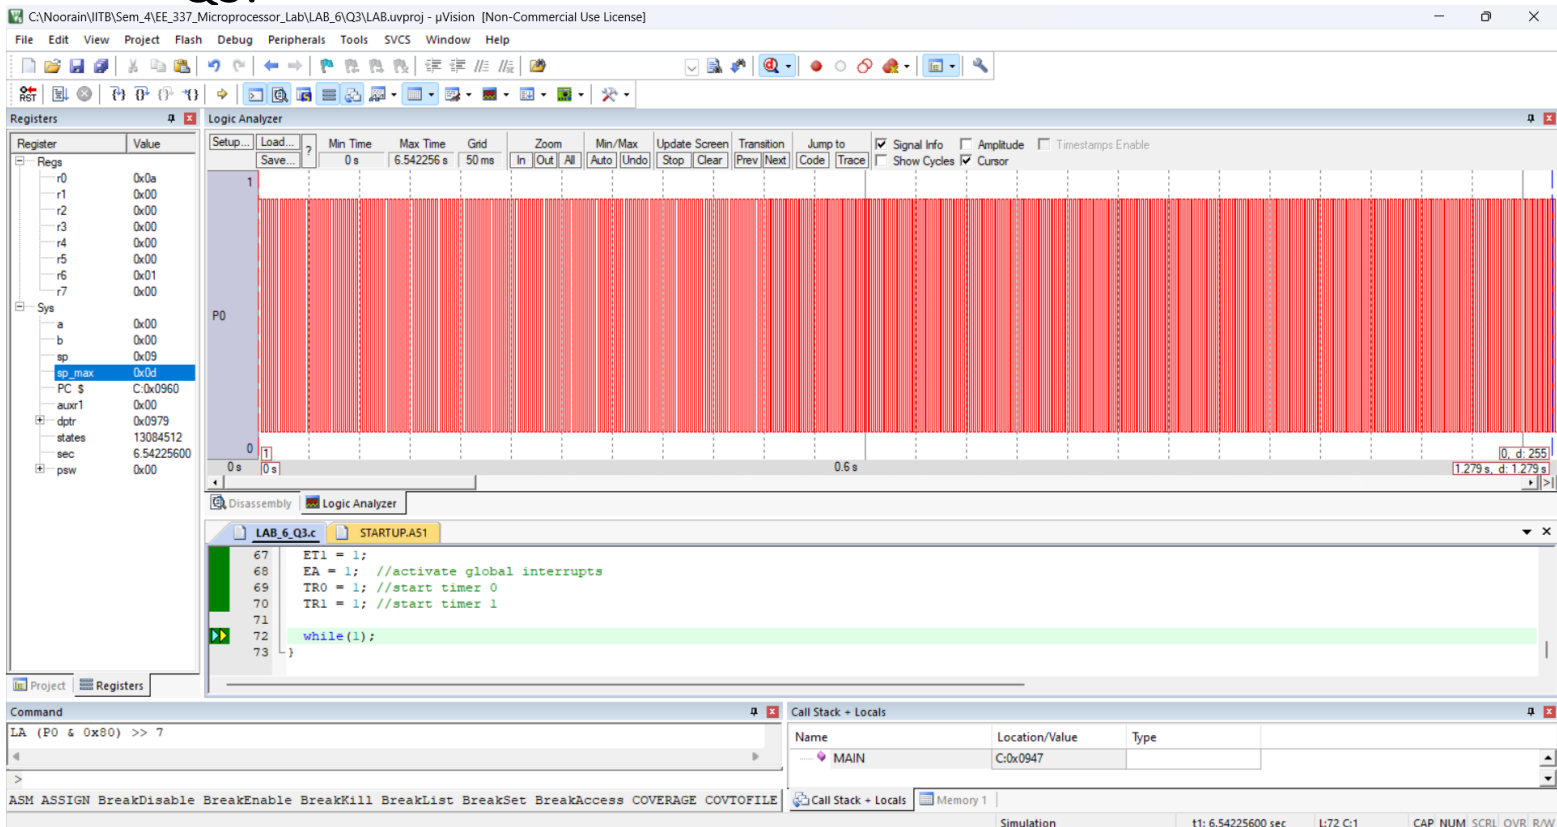 Q3.
C:\Noorain\IITB\Sem_4\EE_337_Microprocessor_Lab\LAB_6\Q3\LAB.uvproj - µVision [Non-Commercial Use License]
File Edit View Project Flash Debug Peripherals Tools SVCS Window Help
RST
Registers
Register Value
Regs
r0 0x0a
r1 0x00
r2 0x00
r3 0x00
r4 0x00
r5 0x00
r6 0x01
r7 0x00
Sys
a 0x00
b 0x00
sp 0x09
sp_max 0x0d
PC $ C:0x0960
auxr1 0x00
dptr 0x0979
states 13084512
sec 6.54225600
psw 0x00
Project Registers
Logic Analyzer
Setup... Load... ? Min Time Max Time Grid Zoom Min/Max Update Screen Transition Jump to Signal Info Amplitude Timestamps Enable
Save... 0 s 6.542256 s 50 ms In Out All Auto Undo Stop Clear Prev Next Code Trace Show Cycles Cursor
1
P0
0 1 0, d: 255
0 s 0 s 0.6 s 1.279 s, d: 1.279 s
Disassembly Logic Analyzer
LAB_6_Q3.c STARTUP.A51
67 ET1 = 1;
68 EA = 1; //activate global interrupts
69 TR0 = 1; //start timer 0
70 TR1 = 1; //start timer 1
71
72 while(1);
73 }
Command
LA (P0 & 0x80) >> 7
>
ASM ASSIGN BreakDisable BreakEnable BreakKill BreakList BreakSet BreakAccess COVERAGE COVTOFILE
Call Stack + Locals
Name Location/Value Type
MAIN C:0x0947
Call Stack + Locals Memory 1
Simulation t1: 6.54225600 sec L:72 C:1 CAP NUM SCRL OVR R/W